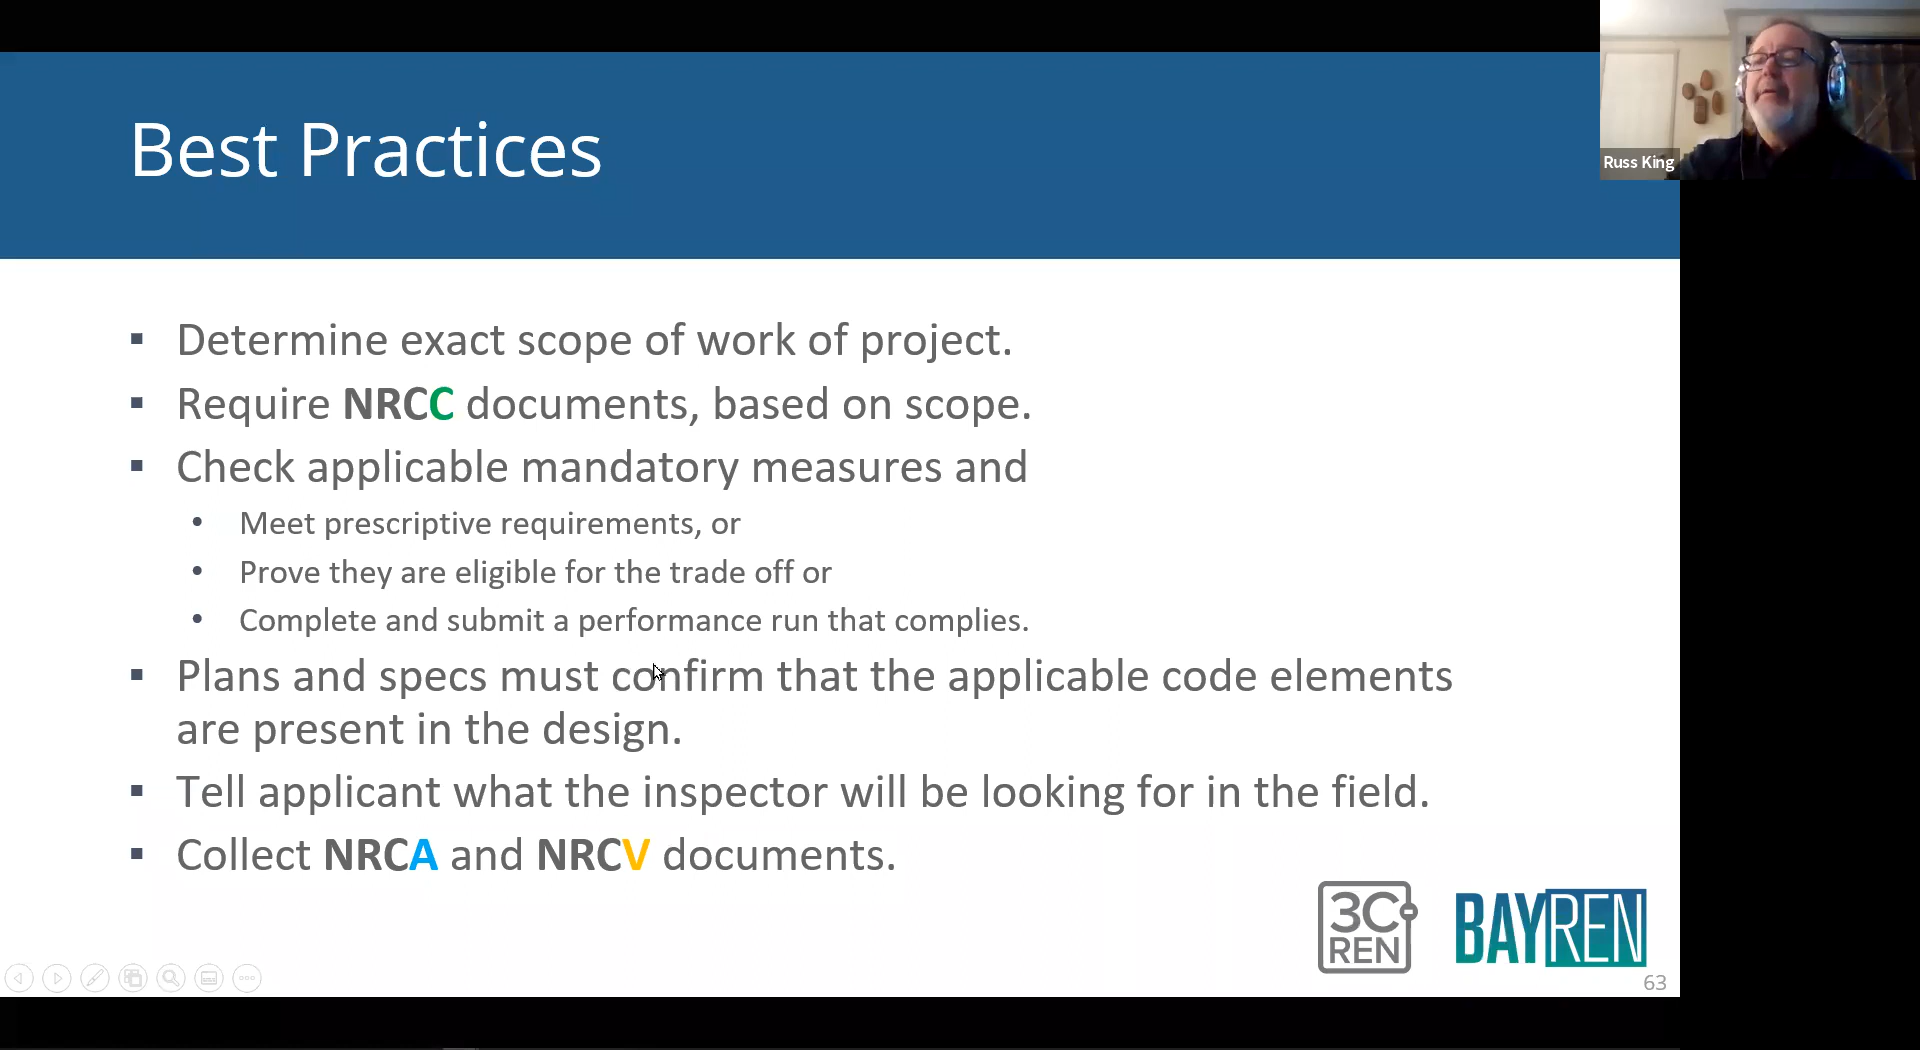 Best Practices
Russ King
Determine exact scope of work of project.
Require NRCC documents, based on scope.
Check applicable mandatory measures and
Meet prescriptive requirements, or
Prove they are eligible for the trade off or
Complete and submit a performance run that complies.
Plans and specs must confirm that the applicable code elements
are present in the design.
Tell applicant what the inspector will be looking for in the field.
Collect NRCA and NRCV documents.
3C
REN
BAYREN
63